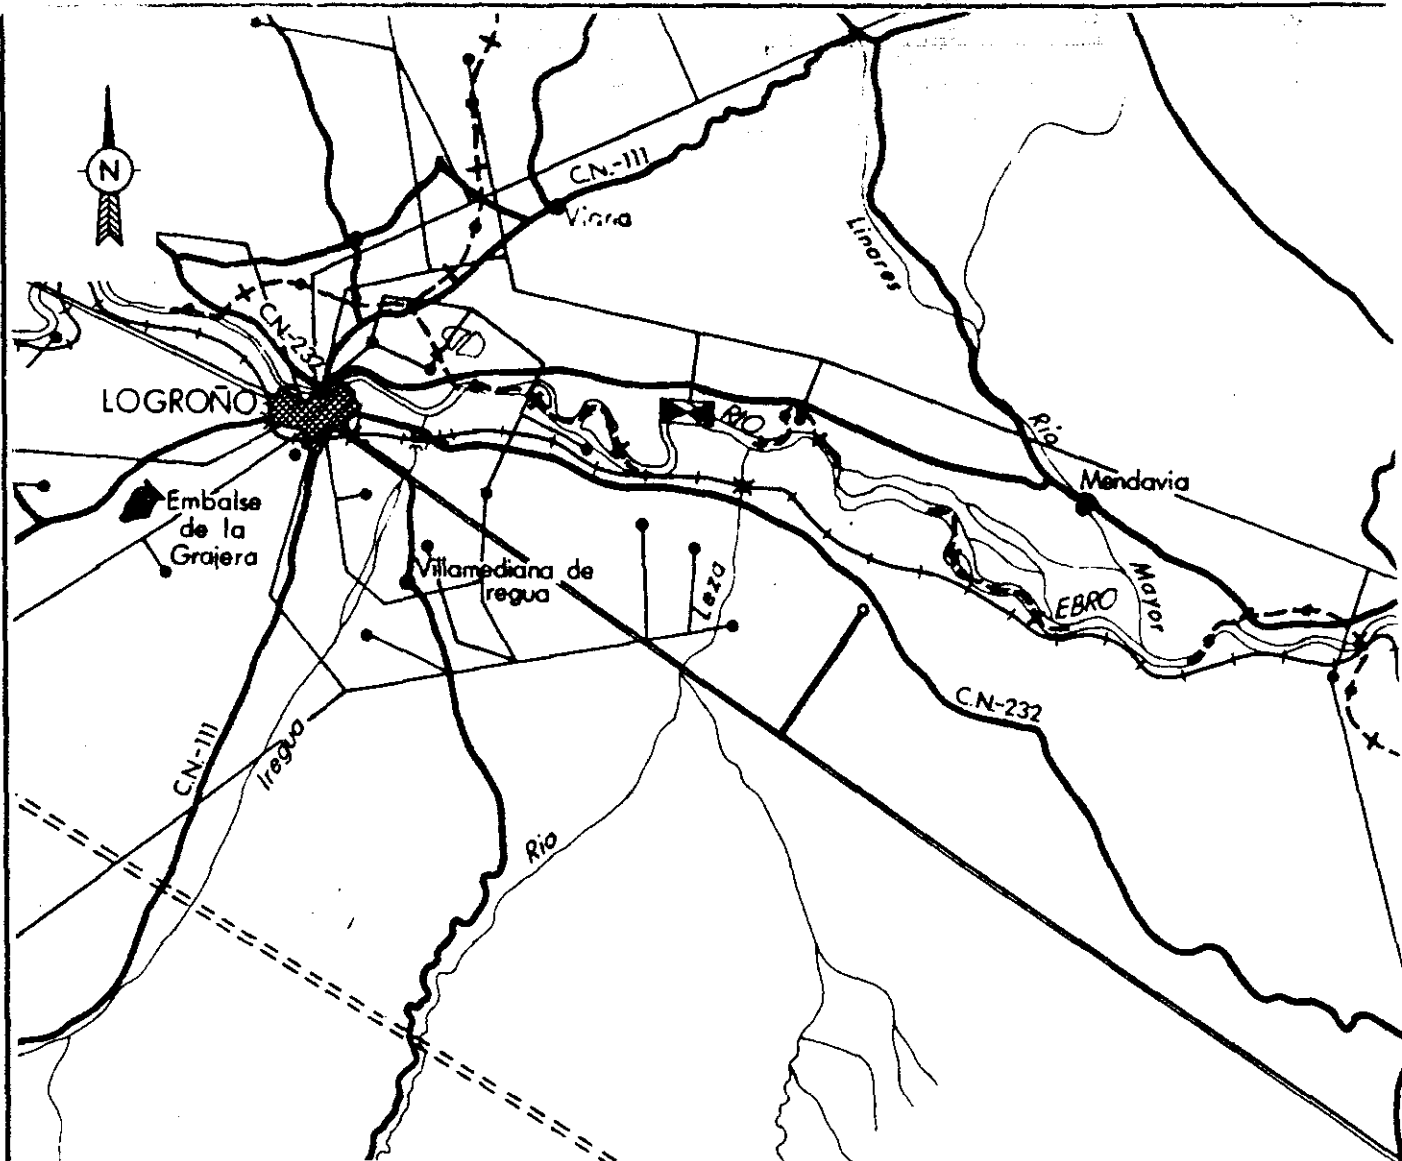 N
C.N.-111
Viana
Linares
C.N-232
LOGROÑO
RIO
Rio
Mendavia
Embalse
de la
Grajera
Villamediana de
regua
Leza
EBRO
Mayor
C.N.-232
C.N.-111
Iregua
Rio